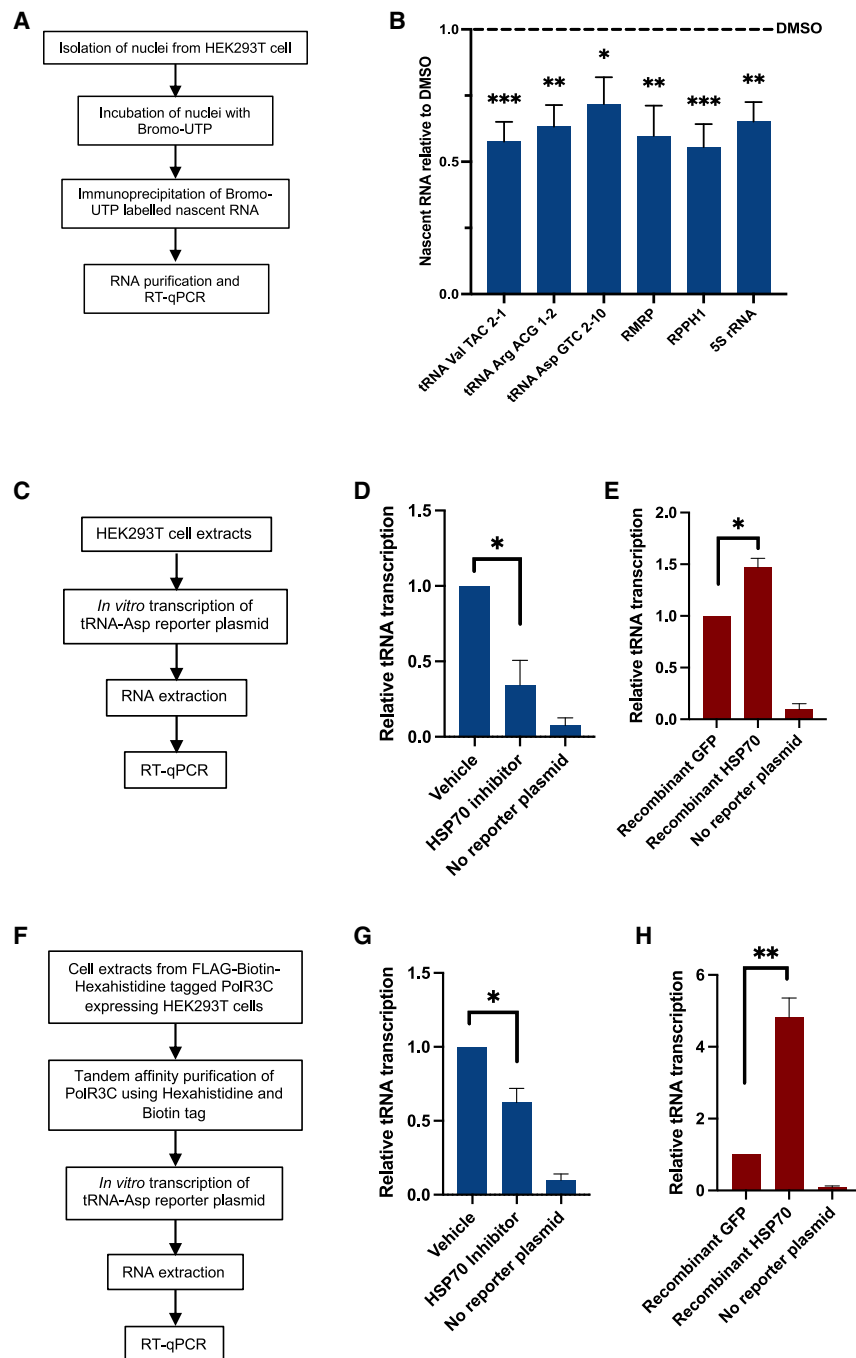 A
Isolation of nuclei from HEK293T cell
Incubation of nuclei with
Bromo-UTP
Immunoprecipitation of Bromo-
UTP labelled nascent RNA
RNA purification and
RT-qPCR
B
Nascent RNA relative to DMSO
1.0
0.5
0.0
DMSO
***
**
*
**
***
**
tRNA Val TAC 2-1
tRNA Arg ACG 1-2
tRNA Asp GTC 2-10
RMRP
RPPH1
5S rRNA
C
HEK293T cell extracts
In vitro transcription of
tRNA-Asp reporter plasmid
RNA extraction
RT-qPCR
D
Relative tRNA transcription
1.5
1.0
0.5
0.0
*
Vehicle
HSP70 inhibitor
No reporter plasmid
E
Relative tRNA transcription
2.0
1.5
1.0
0.5
0.0
*
Recombinant GFP
Recombinant HSP70
No reporter plasmid
F
Cell extracts from FLAG-Biotin-
Hexahistidine tagged PolR3C
expressing HEK293T cells
Tandem affinity purification of
PolR3C using Hexahistidine and
Biotin tag
In vitro transcription of
tRNA-Asp reporter plasmid
RNA extraction
RT-qPCR
G
Relative tRNA transcription
1.5
1.0
0.5
0.0
*
Vehicle
HSP70 Inhibitor
No reporter plasmid
H
Relative tRNA transcription
6
4
2
0
**
Recombinant GFP
Recombinant HSP70
No reporter plasmid